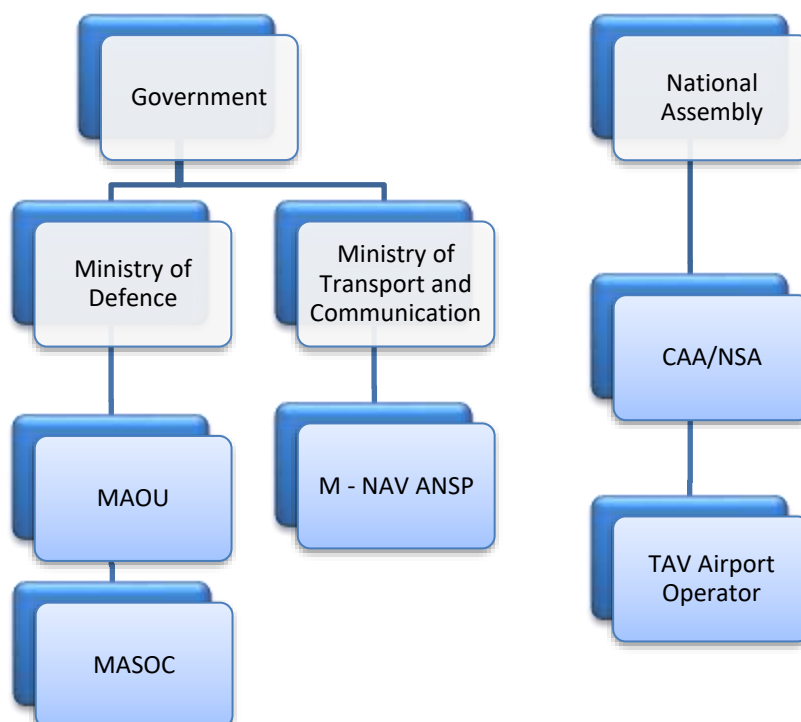 Government
National
Assembly
Ministry of
Defence
Ministry of
Transport and
Communication
CAA/NSA
MAOU
M - NAV ANSP
TAV Airport
Operator
MASOC